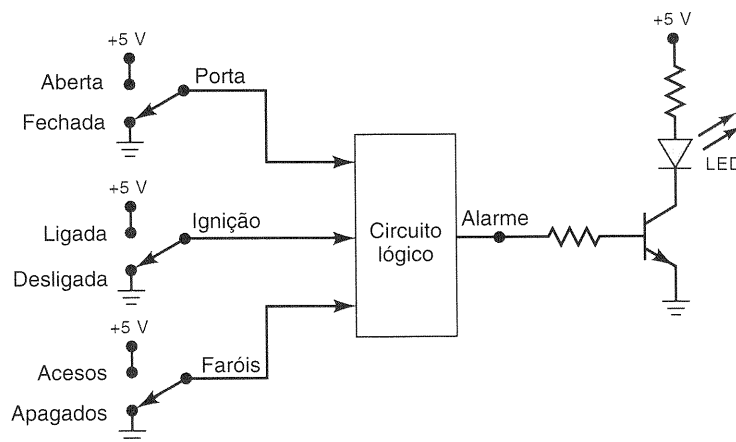 +5 V
Aberta
Porta
Fechada
+5 V
Ligada
Ignição
Desligada
+5 V
Acesos
Faróis
Apagados
Circuito
lógico
Alarme
+5 V
LED